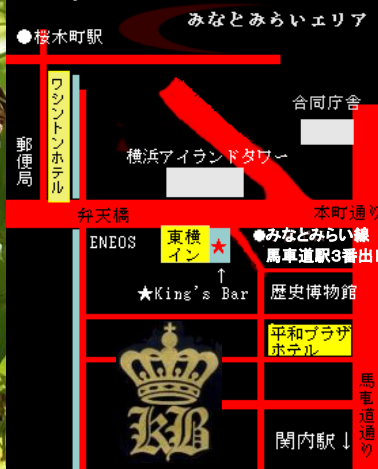 みなとみらいエリア
●桜木町駅
ワシントンホテル
合同庁舎
郵便局
横浜アイランドタワー
弁天橋
本町通り
ENEOS
東横
イン
★
●みなとみらい線
馬車道駅3番出口
↑
★King's Bar
歴史博物館
平和プラザ
ホテル
馬車道通り
KB
関内駅↓